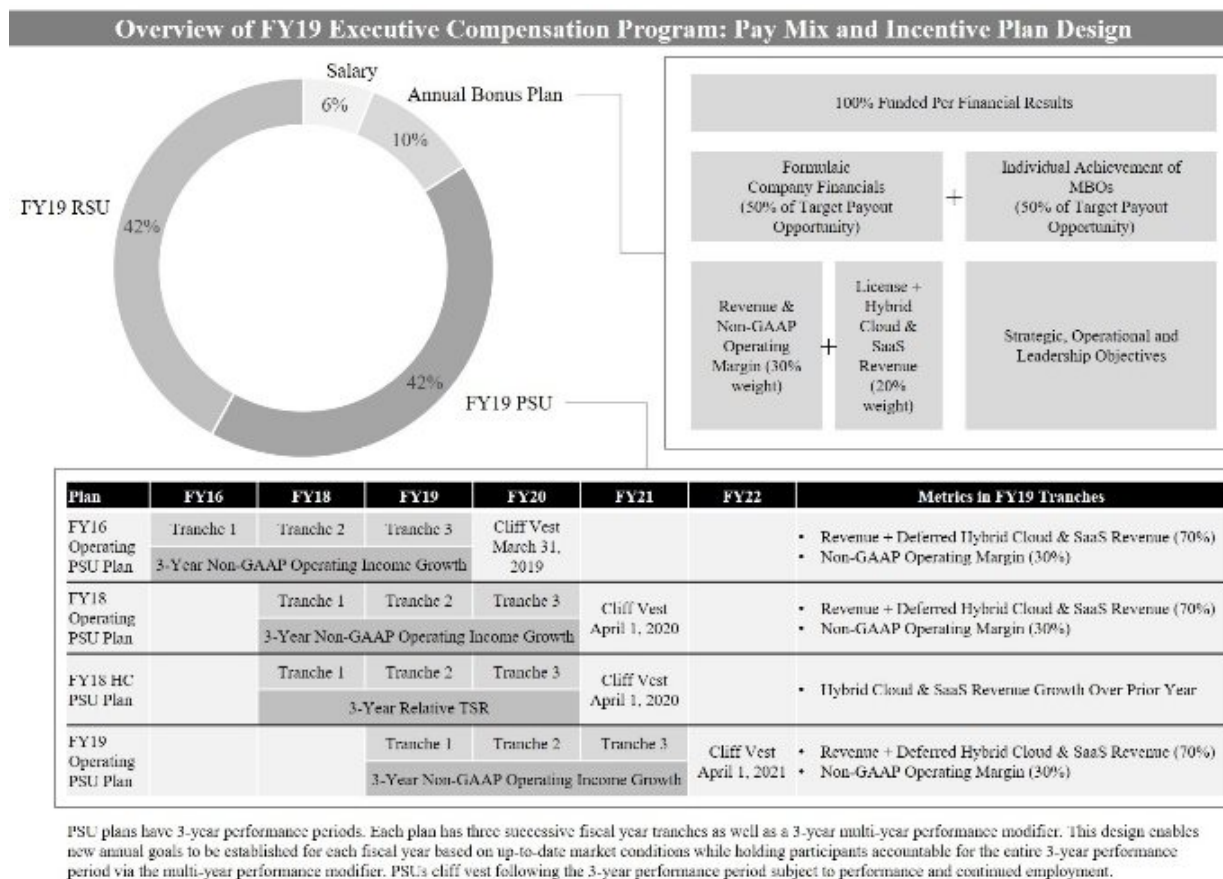 Overview of FY19 Executive Compensation Program: Pay Mix and Incentive Plan Design
Salary
6%
Annual Bonus Plan
10%
FY19 RSU
42%
42%
FY19 PSU
100% Funded Per Financial Results
Formulaic
Company Financials
(50% of Target Payout
Opportunity)
+
Individual Achievement of
MBOs
(50% of Target Payout
Opportunity)
Revenue &
Non-GAAP
Operating
Margin (30%
weight)
+
License +
Hybrid
Cloud &
SaaS
Revenue
(20%
weight)
Strategic, Operational and
Leadership Objectives
Plan FY16 FY18 FY19 FY20 FY21 FY22 Metrics in FY19 Tranches
FY16
Operating
PSU Plan
Tranche 1 Tranche 2 Tranche 3
3-Year Non-GAAP Operating Income Growth
Cliff Vest
March 31,
2019
• Revenue + Deferred Hybrid Cloud & SaaS Revenue (70%)
• Non-GAAP Operating Margin (30%)
FY18
Operating
PSU Plan
Tranche 1 Tranche 2 Tranche 3
3-Year Non-GAAP Operating Income Growth
Cliff Vest
April 1, 2020
• Revenue + Deferred Hybrid Cloud & SaaS Revenue (70%)
• Non-GAAP Operating Margin (30%)
FY18 HC
PSU Plan
Tranche 1 Tranche 2 Tranche 3
3-Year Relative TSR
Cliff Vest
April 1, 2020
• Hybrid Cloud & SaaS Revenue Growth Over Prior Year
FY19
Operating
PSU Plan
Tranche 1 Tranche 2 Tranche 3
3-Year Non-GAAP Operating Income Growth
Cliff Vest
April 1, 2021
• Revenue + Deferred Hybrid Cloud & SaaS Revenue (70%)
• Non-GAAP Operating Margin (30%)
PSU plans have 3-year performance periods. Each plan has three successive fiscal year tranches as well as a 3-year multi-year performance modifier. This design enables
new annual goals to be established for each fiscal year based on up-to-date market conditions while holding participants accountable for the entire 3-year performance
period via the multi-year performance modifier. PSUs cliff vest following the 3-year performance period subject to performance and continued employment.